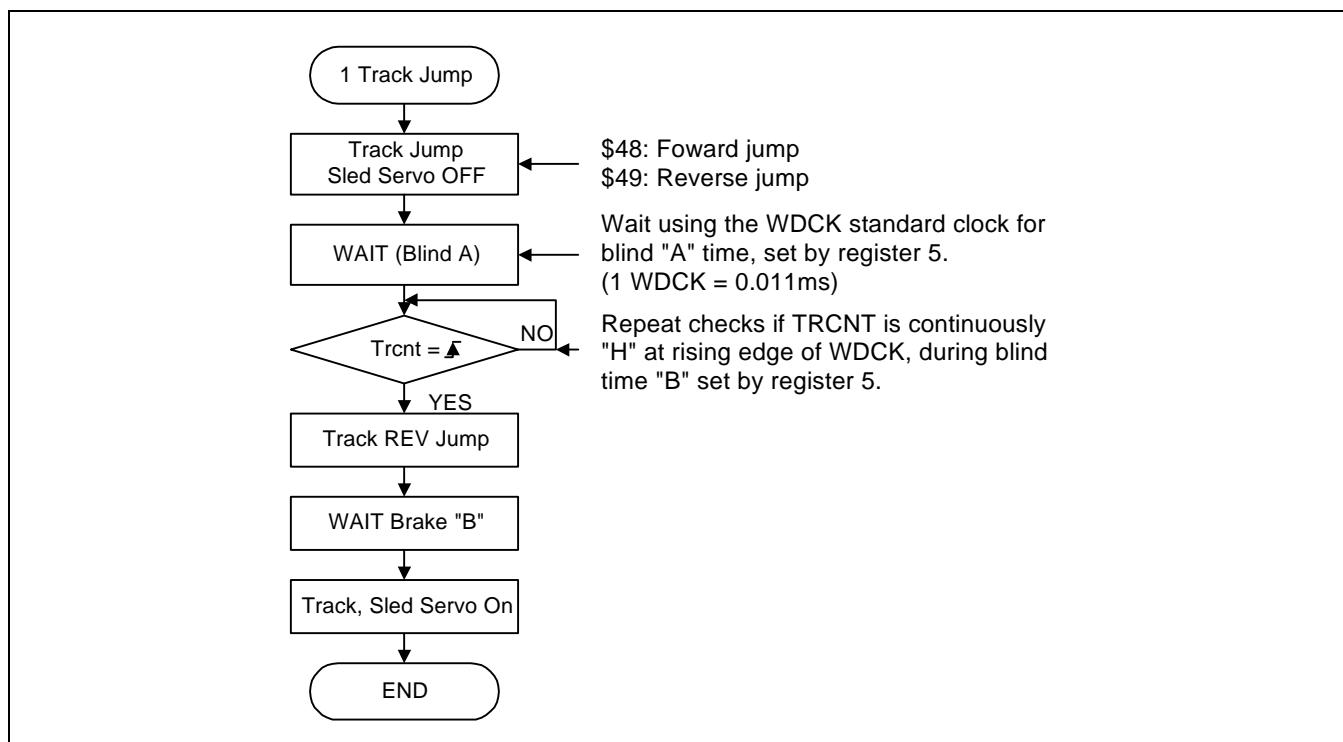 1 Track Jump
Track Jump
Sled Servo OFF
$48: Foward jump
$49: Reverse jump
WAIT (Blind A)
Wait using the WDCK standard clock for
blind "A" time, set by register 5.
(1 WDCK = 0.011ms)
Trcnt =
NO
Repeat checks if TRCNT is continuously
"H" at rising edge of WDCK, during blind
time "B" set by register 5.
YES
Track REV Jump
WAIT Brake "B"
Track, Sled Servo On
END